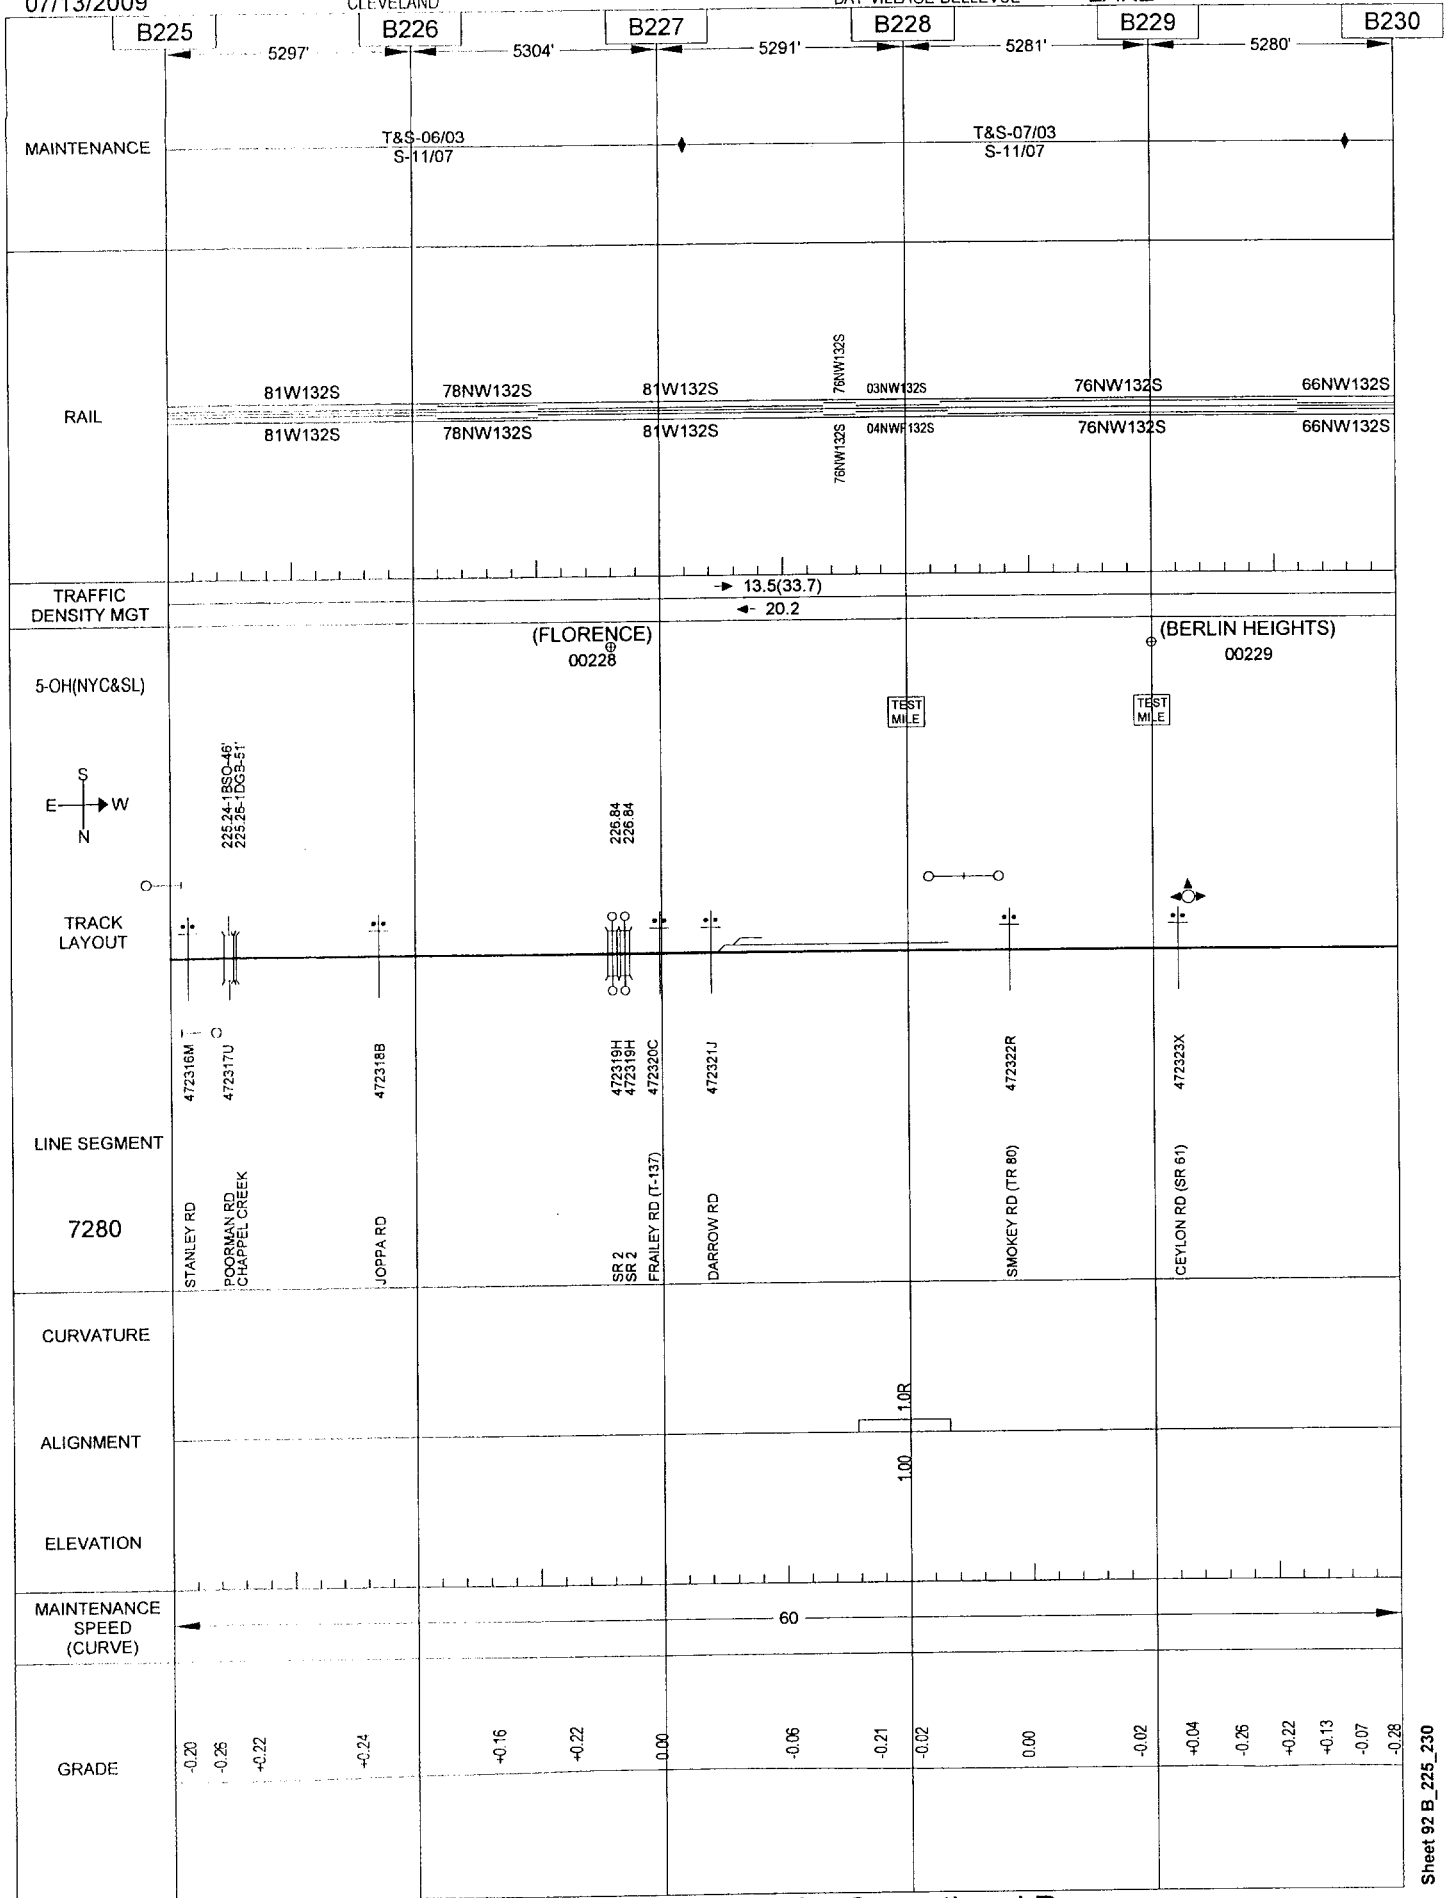 07/13/2009
CLEVELAND
B225
B226
B227
B228
B229
B230
5297'
5304'
5291'
5281'
5280'
MAINTENANCE
T&S-06/03
S-11/07
T&S-07/03
S-11/07
RAIL
81W132S
78NW132S
81W132S
76NW132S
03NW132S
76NW132S
66NW132S
81W132S
78NW132S
81W132S
76NW132S
04NWF132S
76NW132S
66NW132S
TRAFFIC
DENSITY MGT
13.5(33.7)
20.2
(FLORENCE)
00228
(BERLIN HEIGHTS)
00229
5-OH(NYC&SL)
TEST
MILE
TEST
MILE
S
E
W
N
225.24-1BSO-46'
225.26-1DGB-51'
226.84
226.84
TRACK
LAYOUT
472316M
472317U
472318B
472319H
472319H
472320C
472321J
472322R
472323X
LINE SEGMENT
7280
STANLEY RD
POORMAN RD
CHAPPEL CREEK
JOPPA RD
SR 2
SR 2
FRAILEY RD (T-137)
DARROW RD
SMOKEY RD (TR 80)
CEYLON RD (SR 61)
CURVATURE
1.0R
ALIGNMENT
1.00
ELEVATION
MAINTENANCE
SPEED
(CURVE)
60
GRADE
-0.20
-0.26
+0.22
+0.24
+0.16
+0.22
0.00
-0.06
-0.21
-0.02
0.00
-0.02
+0.04
-0.26
+0.22
+0.13
-0.07
-0.28
Sheet 92 B_225_230